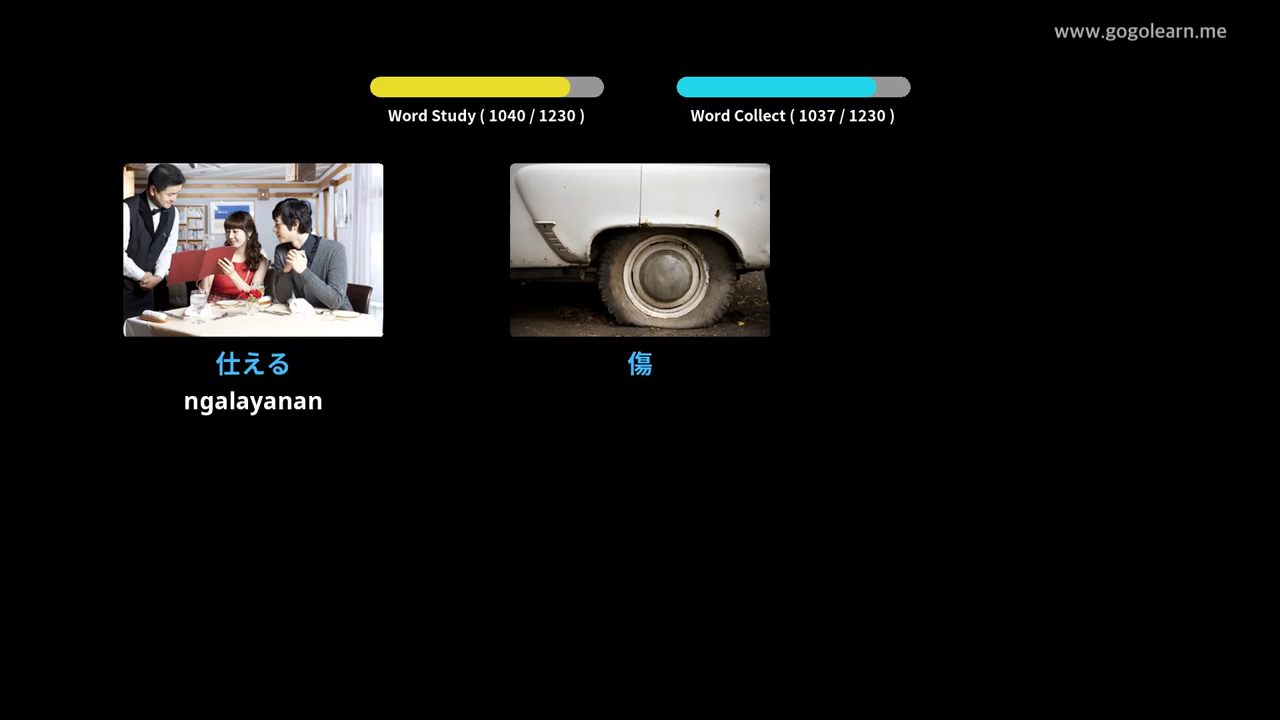 www.gogolearn.me
Word Study ( 1040 / 1230 )
Word Collect ( 1037 / 1230 )
仕える
ngalayanan
傷